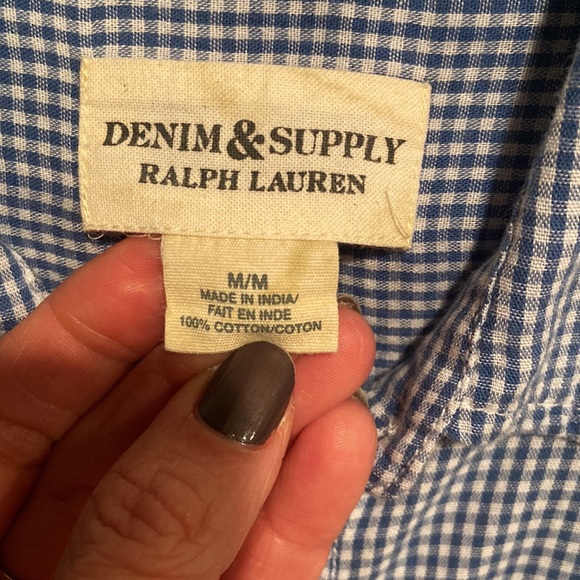 DENIM & SUPPLY
RALPH LAUREN
M/M
MADE IN INDIA/
FAIT EN INDE
100% COTTON/COTON